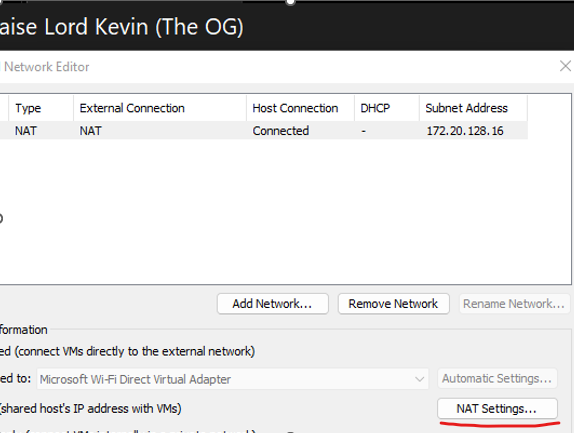 aise Lord Kevin (The OG)
Network Editor
Type External Connection Host Connection DHCP Subnet Address
NAT NAT Connected - 172.20.128.16
Add Network... Remove Network Rename Network...
formation
ed (connect VMs directly to the external network)
ed to: Microsoft Wi-Fi Direct Virtual Adapter Automatic Settings...
(shared host's IP address with VMs) NAT Settings...